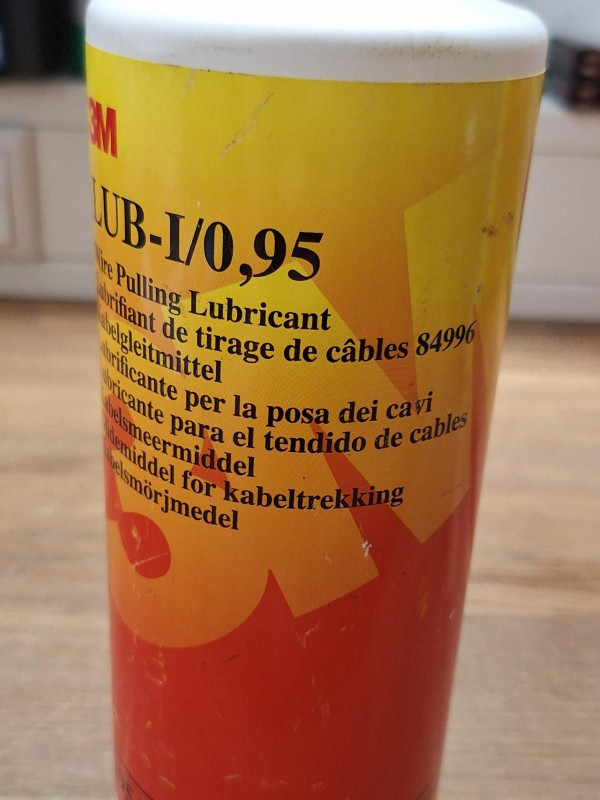 3M
LUB-I/0,95
Wire Pulling Lubricant
Lubrifiant de tirage de câbles 84996
Kabelgleitmittel
Lubrificante per la posa dei cavi
Lubricante para el tendido de cables
Kabelsmeermiddel
Glidemiddel for kabeltrekking
Kabelsmörjmedel
3M